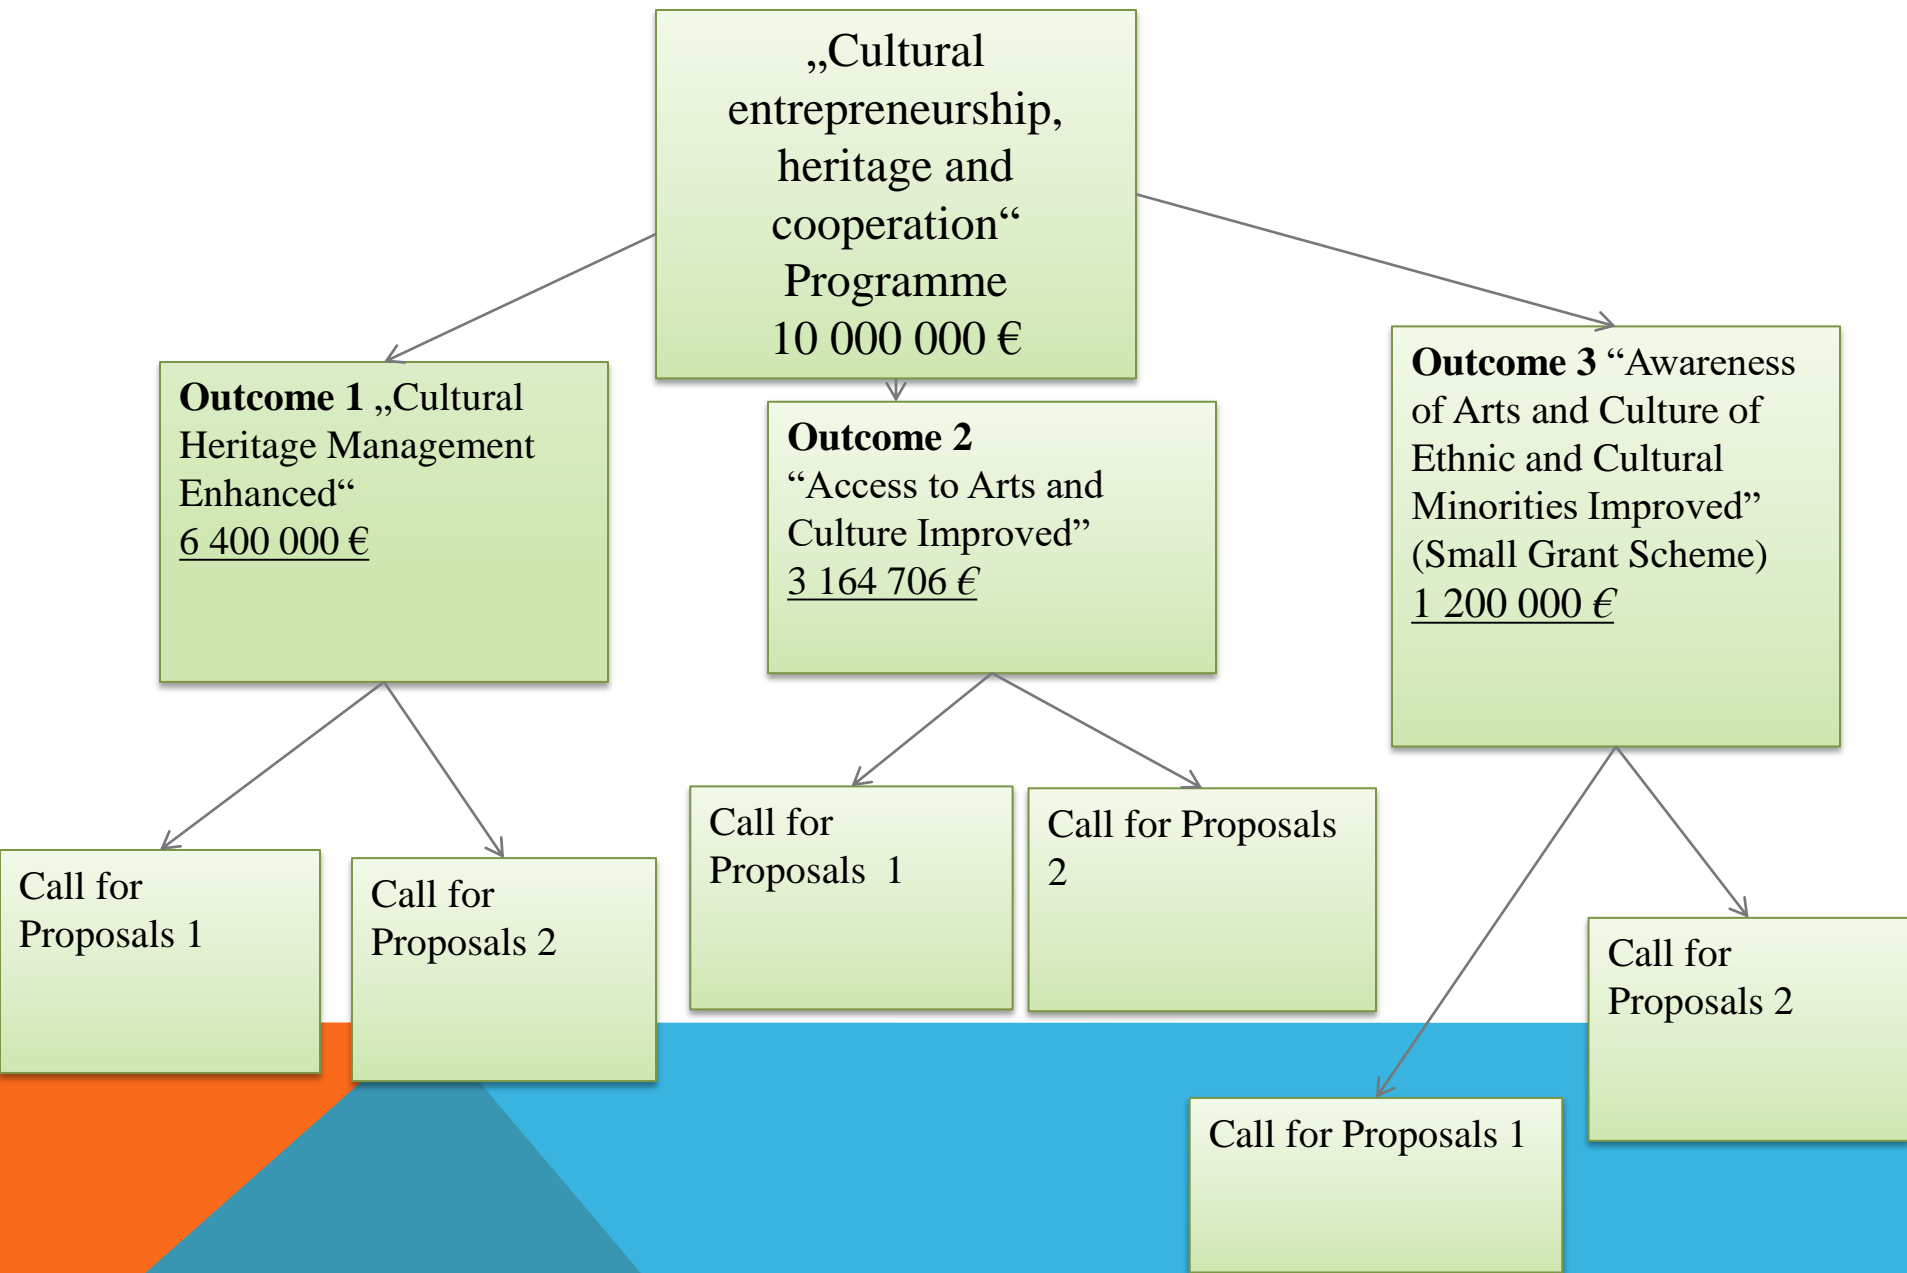 „Cultural
entrepreneurship,
heritage and
cooperation“
Programme
10 000 000 €
Outcome 1 „Cultural
Heritage Management
Enhanced“
6 400 000 €
Outcome 2
“Access to Arts and
Culture Improved”
3 164 706 €
Outcome 3 “Awareness
of Arts and Culture of
Ethnic and Cultural
Minorities Improved”
(Small Grant Scheme)
1 200 000 €
Call for
Proposals 1
Call for
Proposals 2
Call for
Proposals  1
Call for Proposals
2
Call for Proposals 1
Call for
Proposals 2